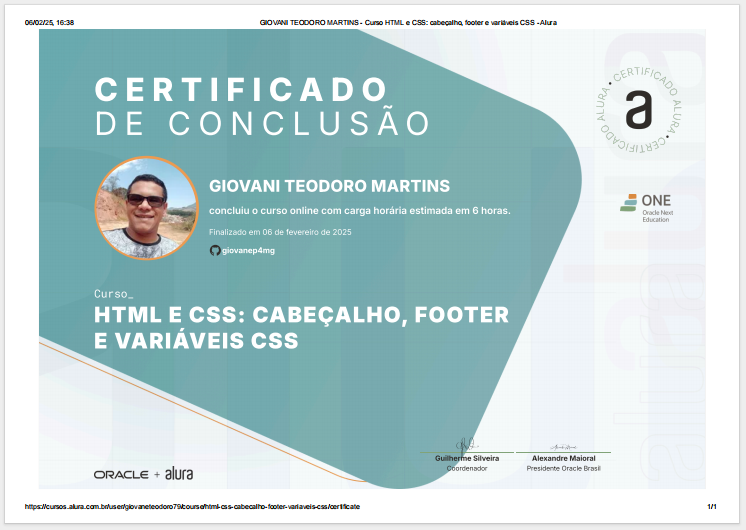 06/02/25, 16:38
GIOVANI TEODORO MARTINS - Curso HTML e CSS: cabeçalho, footer e variáveis CSS - Alura
CERTIFICADO
DE CONCLUSÃO
CERTIFICADO ALURA • CERTIFICADO ALURA •
a
GIOVANI TEODORO MARTINS
concluiu o curso online com carga horária estimada em 6 horas.
Finalizado em 06 de fevereiro de 2025
giovanep4mg
ONE
Oracle Next
Education
Curso_
HTML E CSS: CABEÇALHO, FOOTER
E VARIÁVEIS CSS
Guilherme Silveira
Coordenador
Alexandre Maioral
Presidente Oracle Brasil
ORACLE + alura
https://cursos.alura.com.br/user/giovaneteodoro79/course/html-css-cabecalho-footer-variaveis-css/certificate
1/1